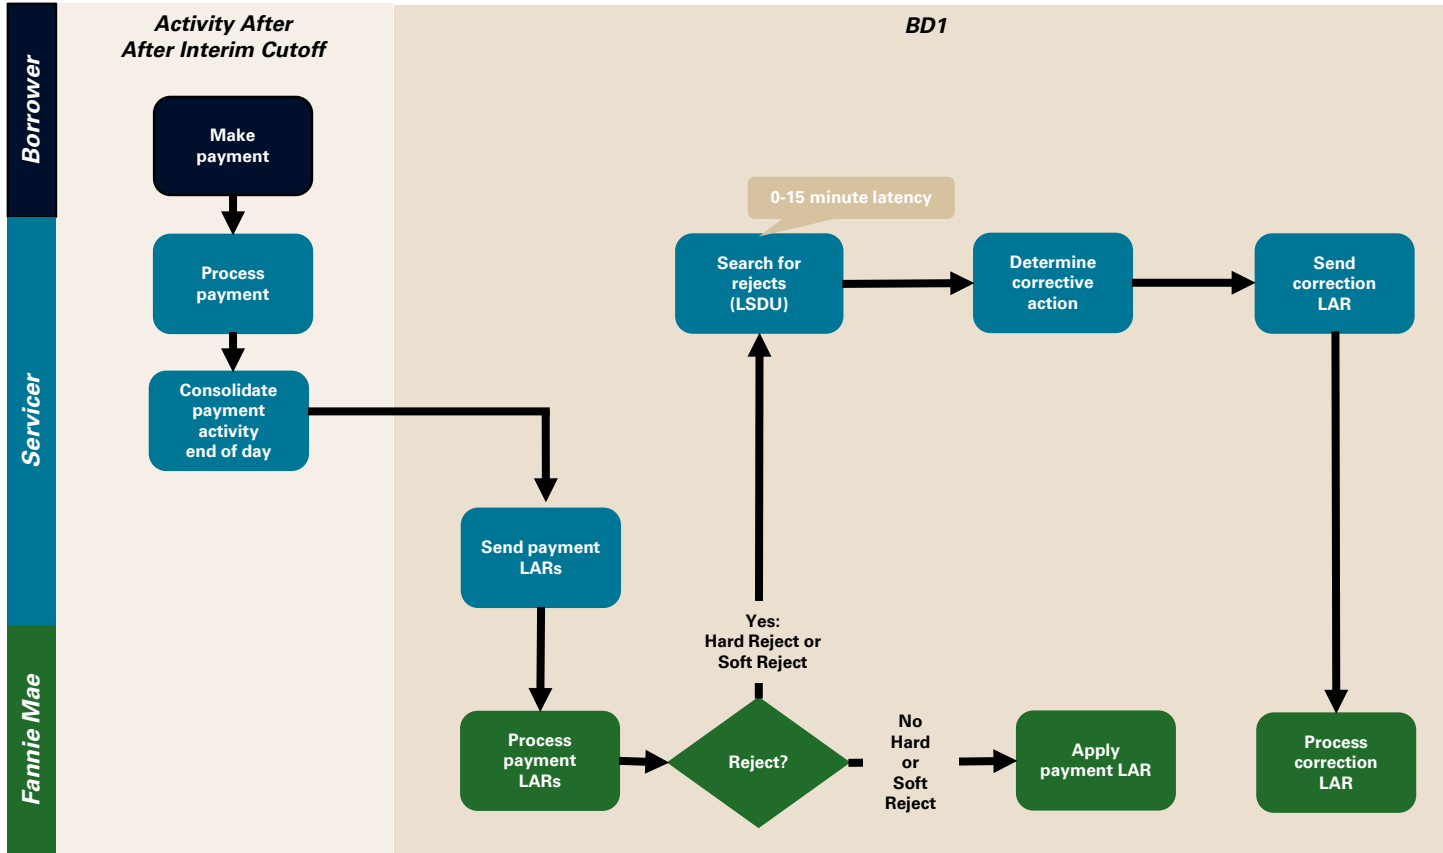 Activity After
After Interim Cutoff
BD1
Borrower
Make
payment
0-15 minute latency
Servicer
Process
payment
Search for
rejects
(LSDU)
Determine
corrective
action
Send
correction
LAR
Consolidate
payment
activity
end of day
Send payment
LARs
Yes:
Hard Reject or
Soft Reject
Fannie Mae
Process
payment
LARs
Reject?
No
Hard
or
Soft
Reject
Apply
payment LAR
Process
correction
LAR